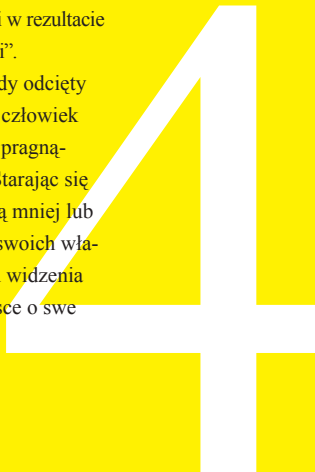 i w rezultacie
i”.
dy odcięty
człowiek
pragną-
Starając się
ą mniej lub
swoich wła-
widzenia
sce o swe
4